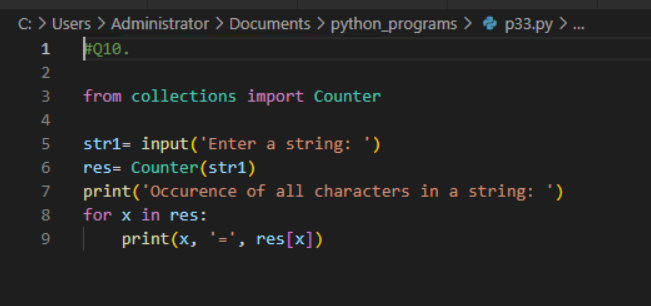 C: > Users > Administrator > Documents > python_programs > p33.py > ...
1 #Q10.
2
3 from collections import Counter
4
5 str1= input('Enter a string: ')
6 res= Counter(str1)
7 print('Occurence of all characters in a string: ')
8 for x in res:
9     print(x, '=', res[x])